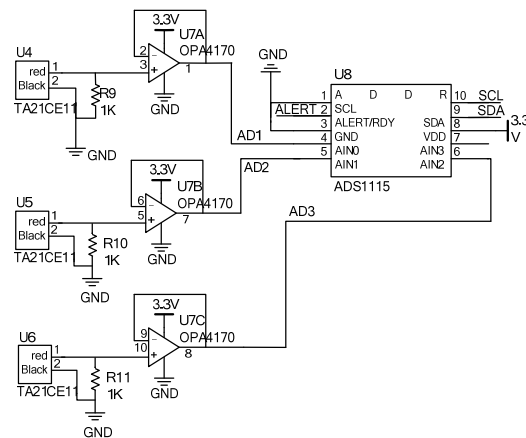 3.3V
U7A
OPA4170
U4
2
3
1
red 1
Black 2
TA21CE11
R9
1K
GND
GND
GND
U8
1 A D D R 10 SCL
ALERT 2 SCL 9 SDA
3 ALERT/RDY SDA 8
4 GND VDD 7
5 AIN0 AIN3 6
AIN1 AIN2
3.3
V
ADS1115
AD1
AD2
AD3
3.3V
U7B
OPA4170
U5
6
5
7
red 1
Black 2
TA21CE11
R10
1K
GND
GND
3.3V
U7C
OPA4170
U6
9
10
8
red 1
Black 2
TA21CE11
R11
1K
GND
GND